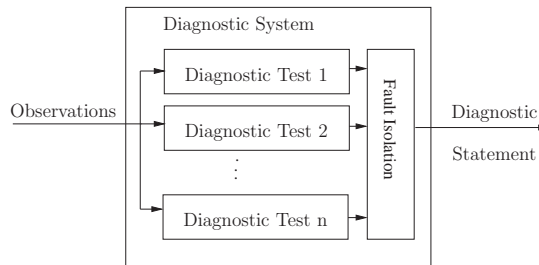 Diagnostic System
Observations
Diagnostic Test 1
Diagnostic Test 2
Diagnostic Test n
Fault Isolation
Diagnostic
Statement